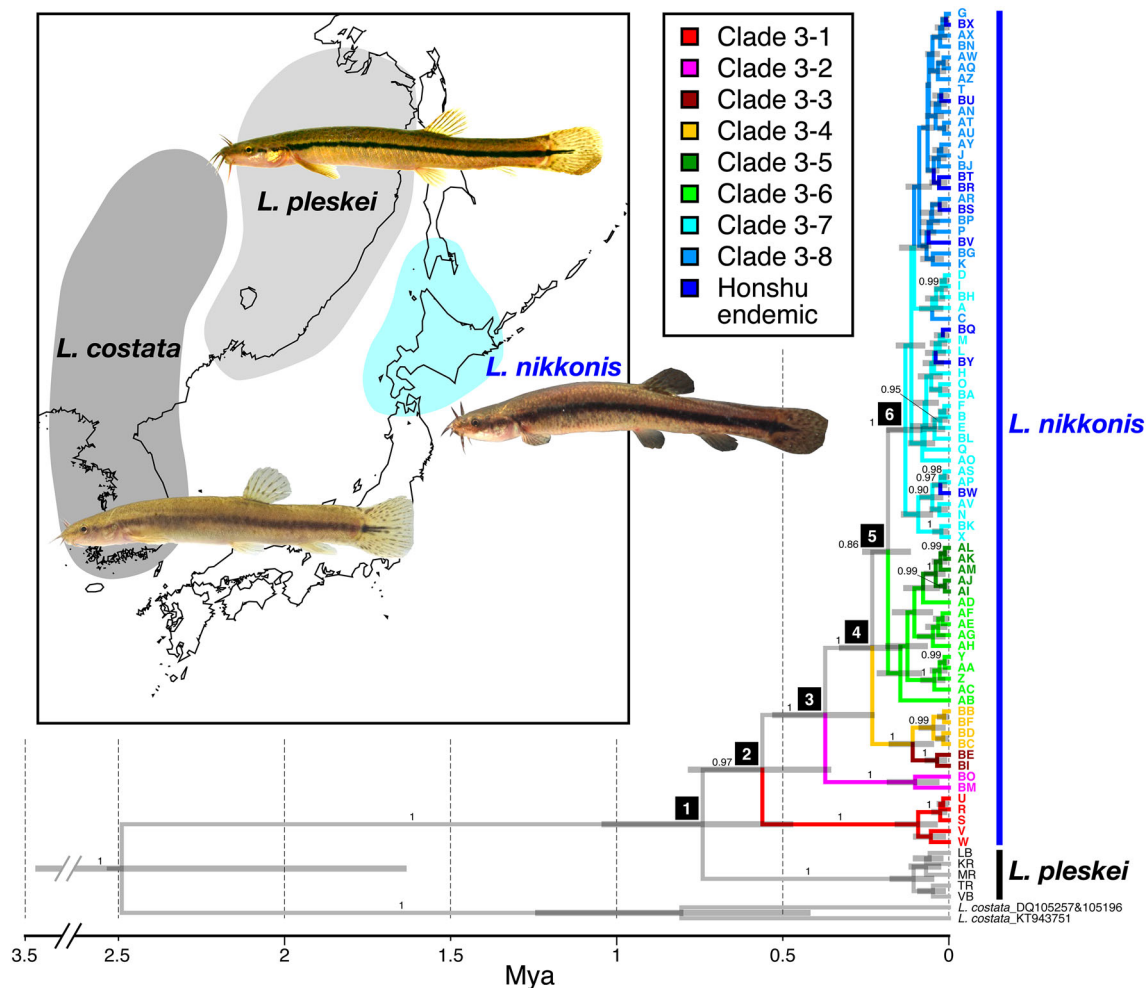 L. pleskei
L. costata
L. nikkonis
Clade 3-1
Clade 3-2
Clade 3-3
Clade 3-4
Clade 3-5
Clade 3-6
Clade 3-7
Clade 3-8
Honshu
endemic
G
BX
AX
BN
AW
AQ
AZ
T
BU
AN
AT
AU
AY
J
BJ
BT
BR
AR
BS
BP
P
BV
BG
K
D
I
0.99
BH
A
C
BQ
M
L
BY
H
O
0.95
BA
F
B
6
1
E
BL
Q
AO
0.98
AS
0.97
AP
0.90
BW
AV
N
1
BK
X
5
0.86
0.99
AL
AK
1
AM
0.99
AJ
AI
AD
AF
AE
AG
4
1
AH
0.99
Y
AA
1
Z
AC
AB
3
1
BB
0.99
BF
BD
1
BC
BE
1
BI
2
0.97
1
BO
BM
1
U
1
R
1
1
S
V
W
LB
1
KR
1
MR
TR
VB
1
L. costata_DQ105257&105196
L. costata_KT943751
L. nikkonis
L. pleskei
3.5
2.5
2
1.5
1
0.5
0
Mya